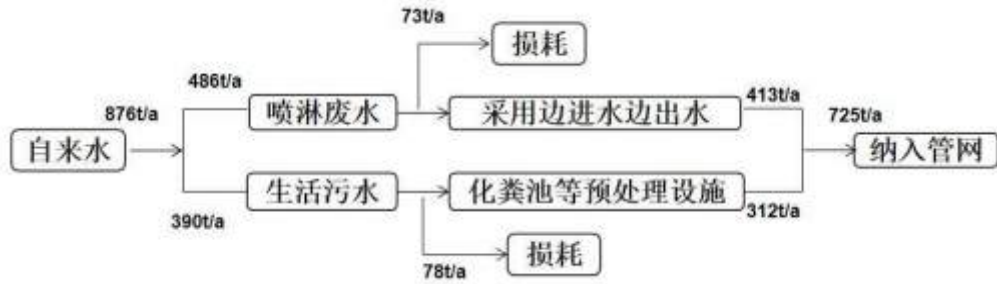 73t/a
损耗
486t/a
413t/a
876t/a
喷淋废水
采用边进水边出水
725t/a
自来水
纳入管网
生活污水
化粪池等预处理设施
390t/a
312t/a
损耗
78t/a